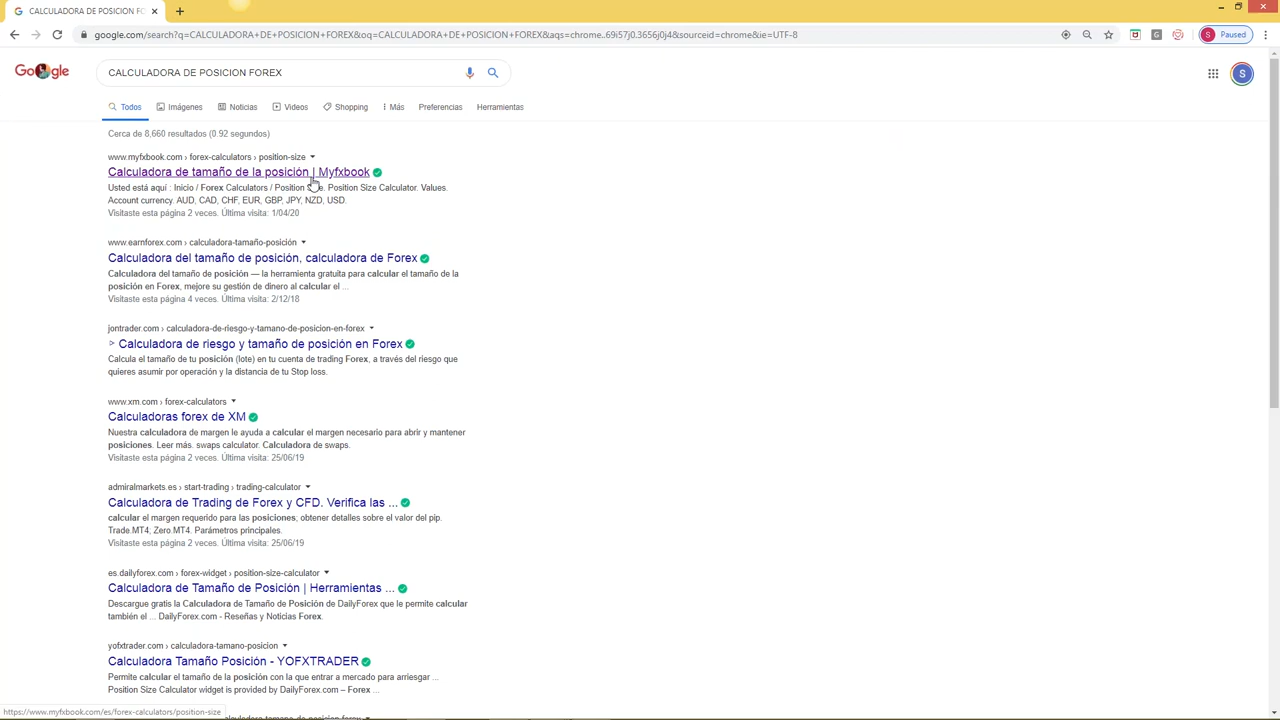 CALCULADORA DE POSICION FO
google.com/search?q=CALCULADORA+DE+POSICION+FOREX&oq=CALCULADORA+DE+POSICION+FOREX&aqs=chrome..69i57j0.3656j0j4&sourceid=chrome&ie=UTF-8
S Paused
Google
CALCULADORA DE POSICION FOREX
S
Todos Imágenes Noticias Videos Shopping Más Preferencias Herramientas
Cerca de 8,660 resultados (0.92 segundos)
www.myfxbook.com › forex-calculators › position-size
Calculadora de tamaño de la posición | Myfxbook
Usted está aquí : Inicio / Forex Calculators / Position Size. Position Size Calculator. Values.
Account currency. AUD, CAD, CHF, EUR, GBP, JPY, NZD, USD.
Visitaste esta página 2 veces. Última visita: 1/04/20
www.earnforex.com › calculadora-tamaño-posición
Calculadora del tamaño de posición, calculadora de Forex
Calculadora del tamaño de posición — la herramienta gratuita para calcular el tamaño de la
posición en Forex, mejore su gestión de dinero al calcular el ...
Visitaste esta página 4 veces. Última visita: 2/12/18
jontrader.com › calculadora-de-riesgo-y-tamano-de-posicion-en-forex
▷ Calculadora de riesgo y tamaño de posición en Forex
Calcula el tamaño de tu posición (lote) en tu cuenta de trading Forex, a través del riesgo que
quieres asumir por operación y la distancia de tu Stop loss.
www.xm.com › forex-calculators
Calculadoras forex de XM
Nuestra calculadora de margen le ayuda a calcular el margen necesario para abrir y mantener
posiciones. Leer más. swaps calculator. Calculadora de swaps.
Visitaste esta página 2 veces. Última visita: 25/06/19
admiralmarkets.es › start-trading › trading-calculator
Calculadora de Trading de Forex y CFD. Verifica las ...
calcular el margen requerido para las posiciones; obtener detalles sobre el valor del pip.
Trade.MT4; Zero.MT4. Parámetros principales.
Visitaste esta página 2 veces. Última visita: 25/06/19
es.dailyforex.com › forex-widget › position-size-calculator
Calculadora de Tamaño de Posición | Herramientas ...
Descargue gratis la Calculadora de Tamaño de Posición de DailyForex que le permite calcular
también el ... DailyForex.com - Reseñas y Noticias Forex.
yofxtrader.com › calculadora-tamano-posicion
Calculadora Tamaño Posición - YOFXTRADER
Permite calcular el tamaño de la posición con la que entrar a mercado para arriesgar ...
Position Size Calculator widget is provided by DailyForex.com – Forex ...
https://www.myfxbook.com/es/forex-calculators/position-size